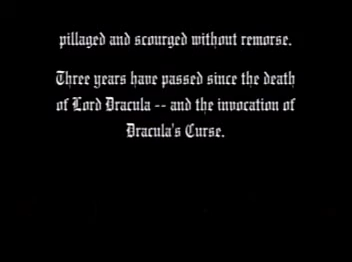 pillaged and scourged without remorse.
Three years have passed since the death
of Lord Dracula -- and the invocation of
Dracula's Curse.